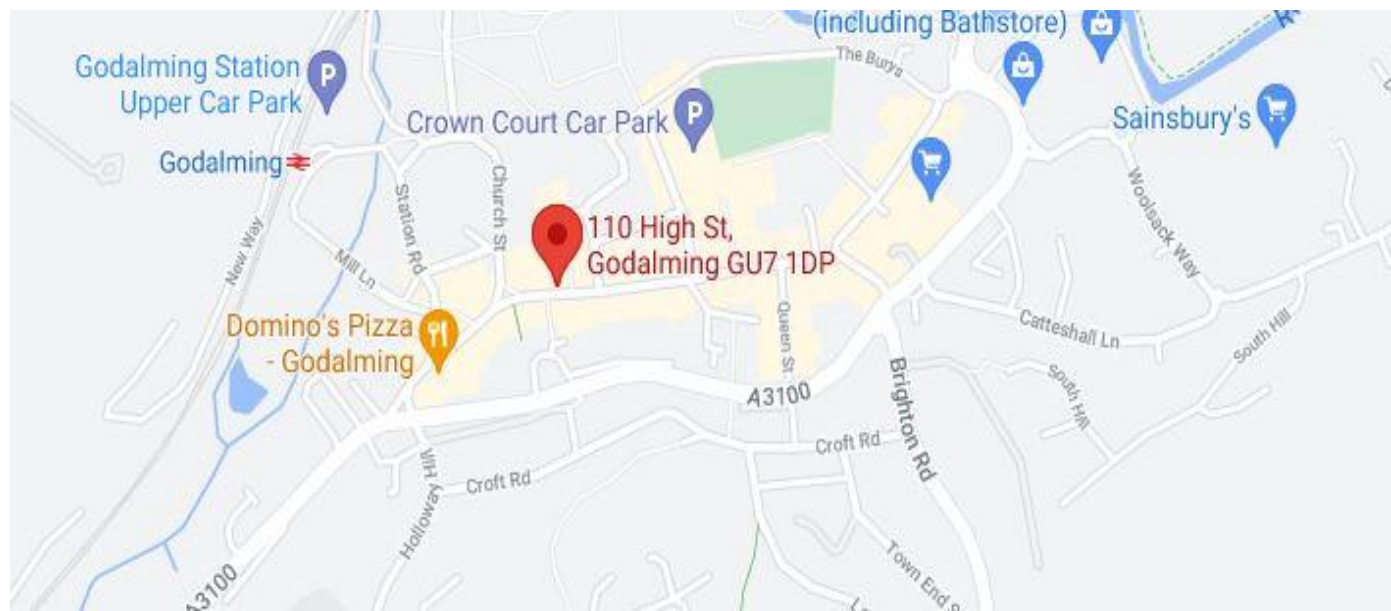 (including Bathstore)
The Burys
Godalming Station
Upper Car Park
Crown Court Car Park
Sainsbury's
Godalming
Church St
Station Rd
Woolsack Way
New Way
Mill Ln
110 High St,
Godalming GU7 1DP
Domino's Pizza
- Godalming
Queen St
Catteshall Ln
South Hill
South Hill
A3100
Brighton Rd
Croft Rd
Croft Rd
Holloway Hill
Town End
A3100